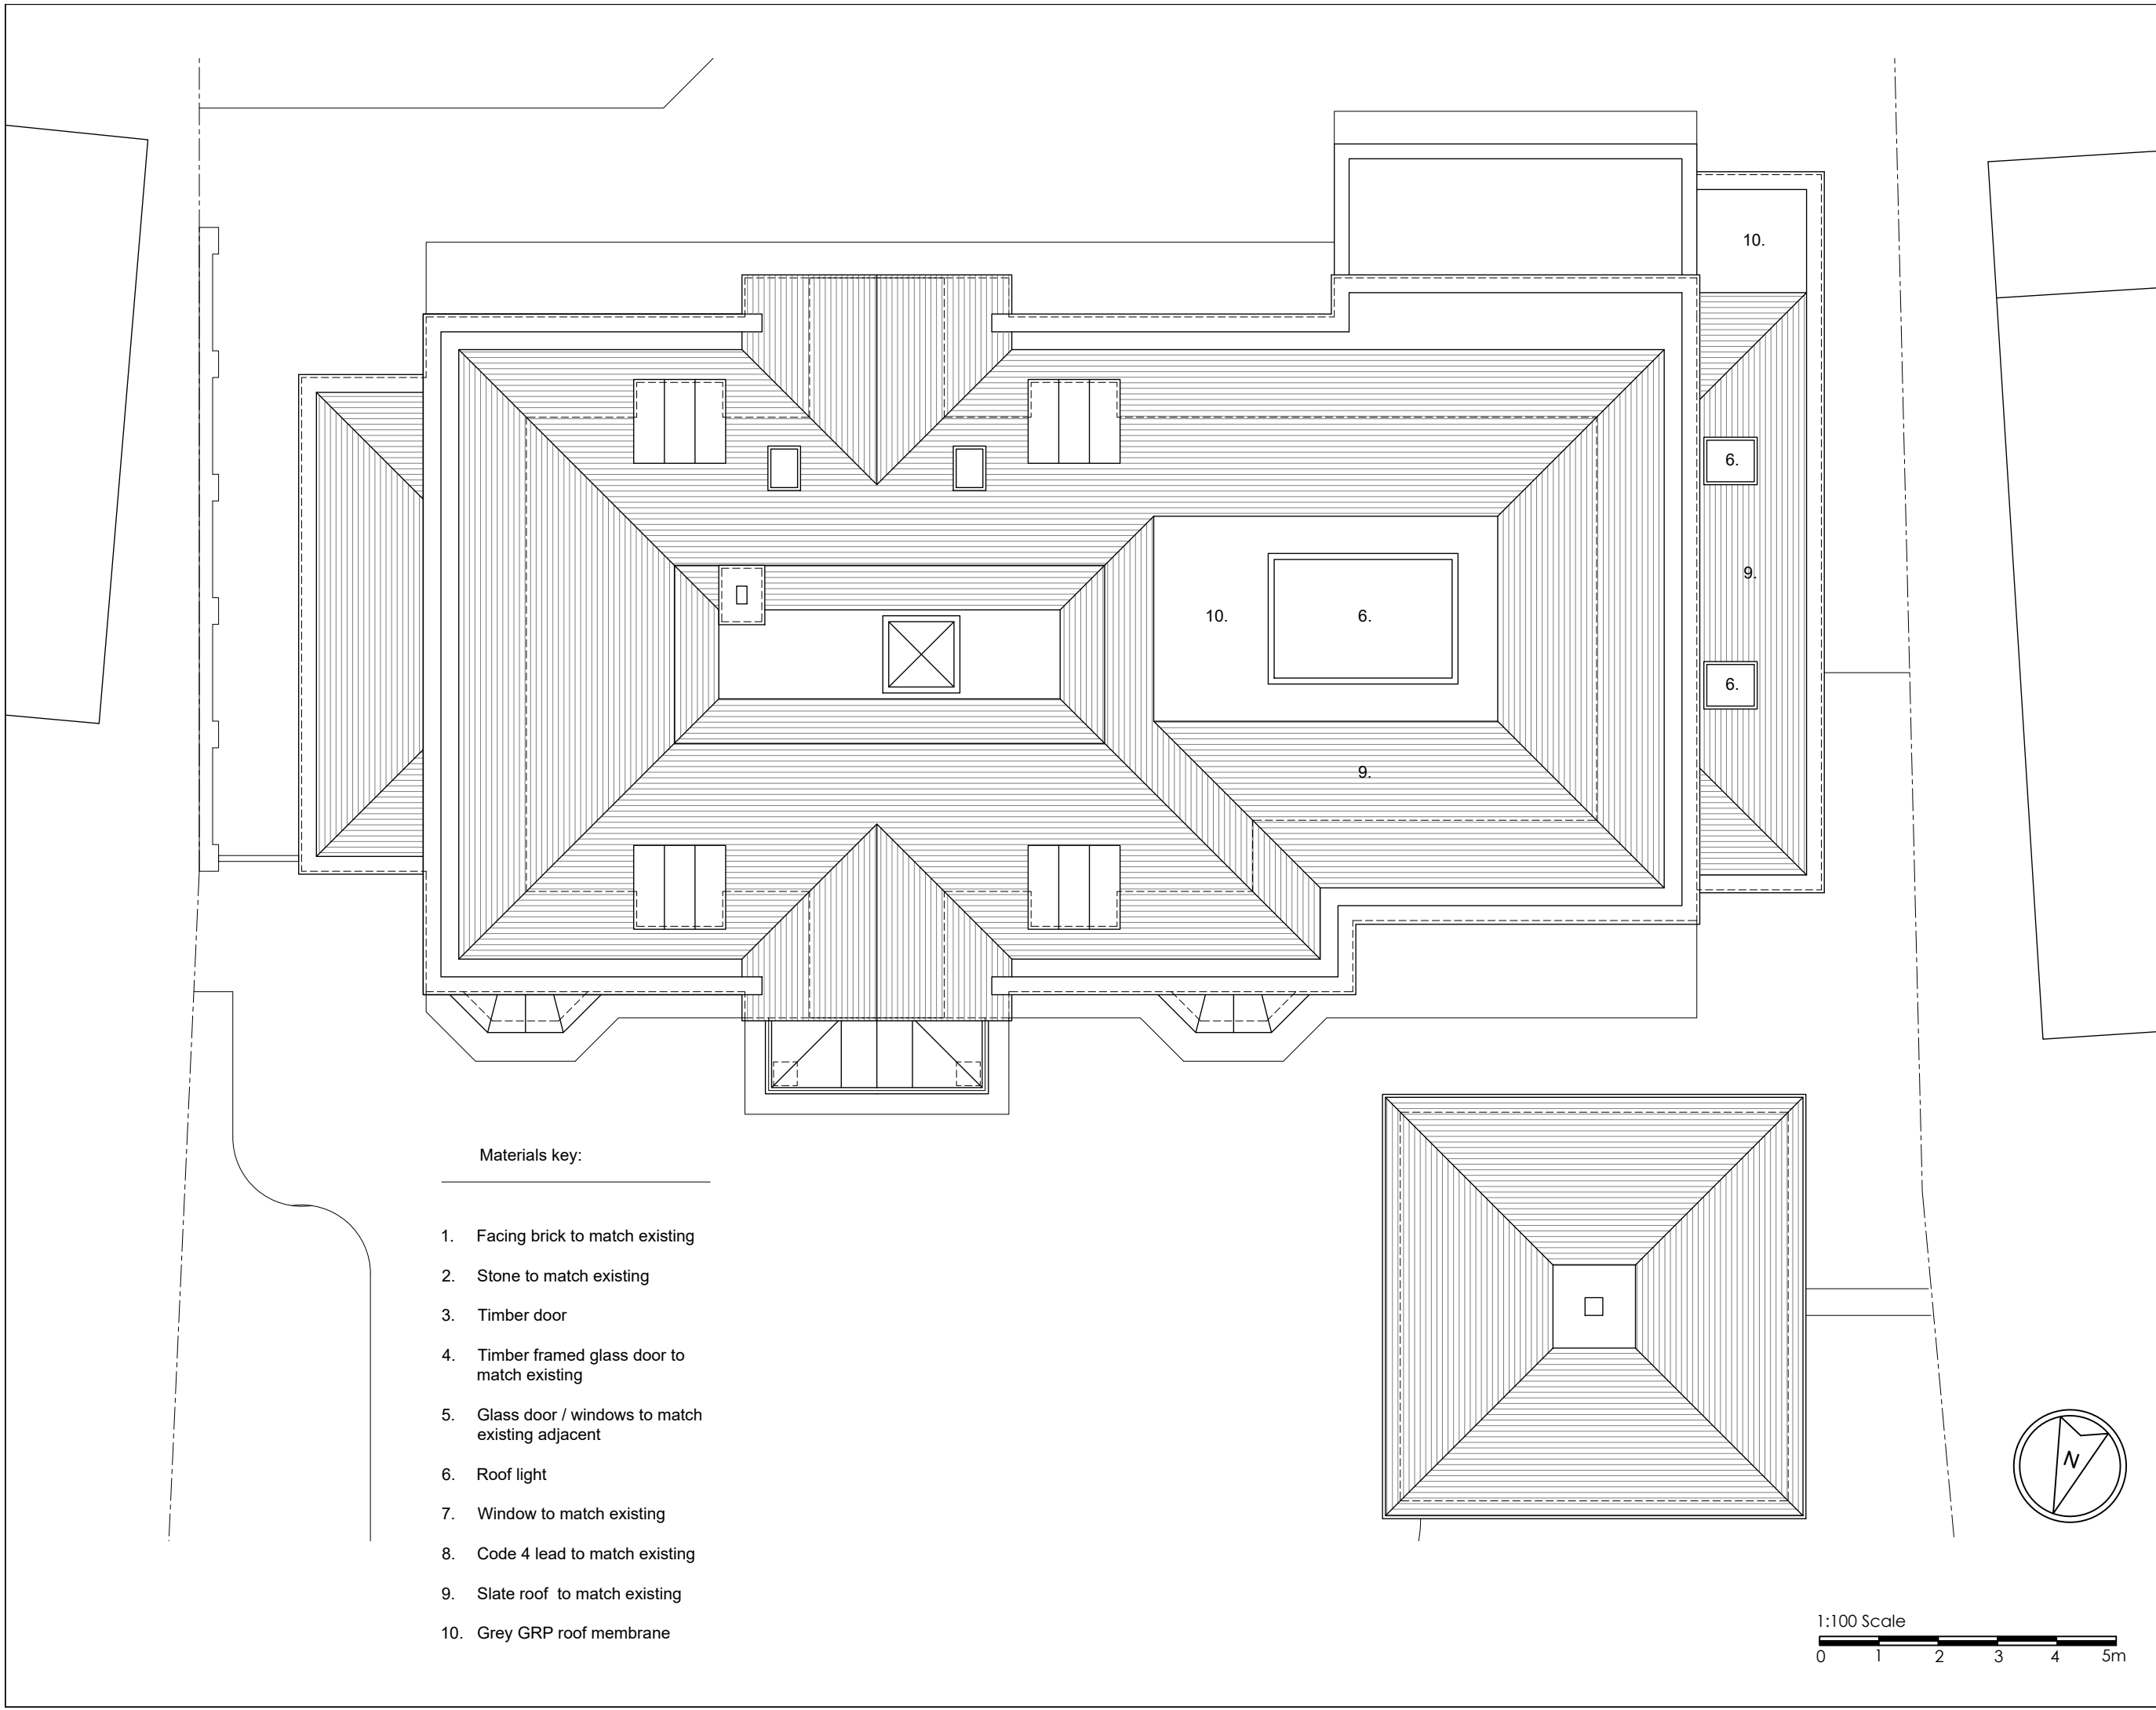 10.
6.
9.
10.
6.
6.
9.
Materials key:
1. Facing brick to match existing
2. Stone to match existing
3. Timber door
4. Timber framed glass door to
match existing
5. Glass door / windows to match
existing adjacent
6. Roof light
7. Window to match existing
8. Code 4 lead to match existing
9. Slate roof to match existing
10. Grey GRP roof membrane
N
1:100 Scale
0 1 2 3 4 5m